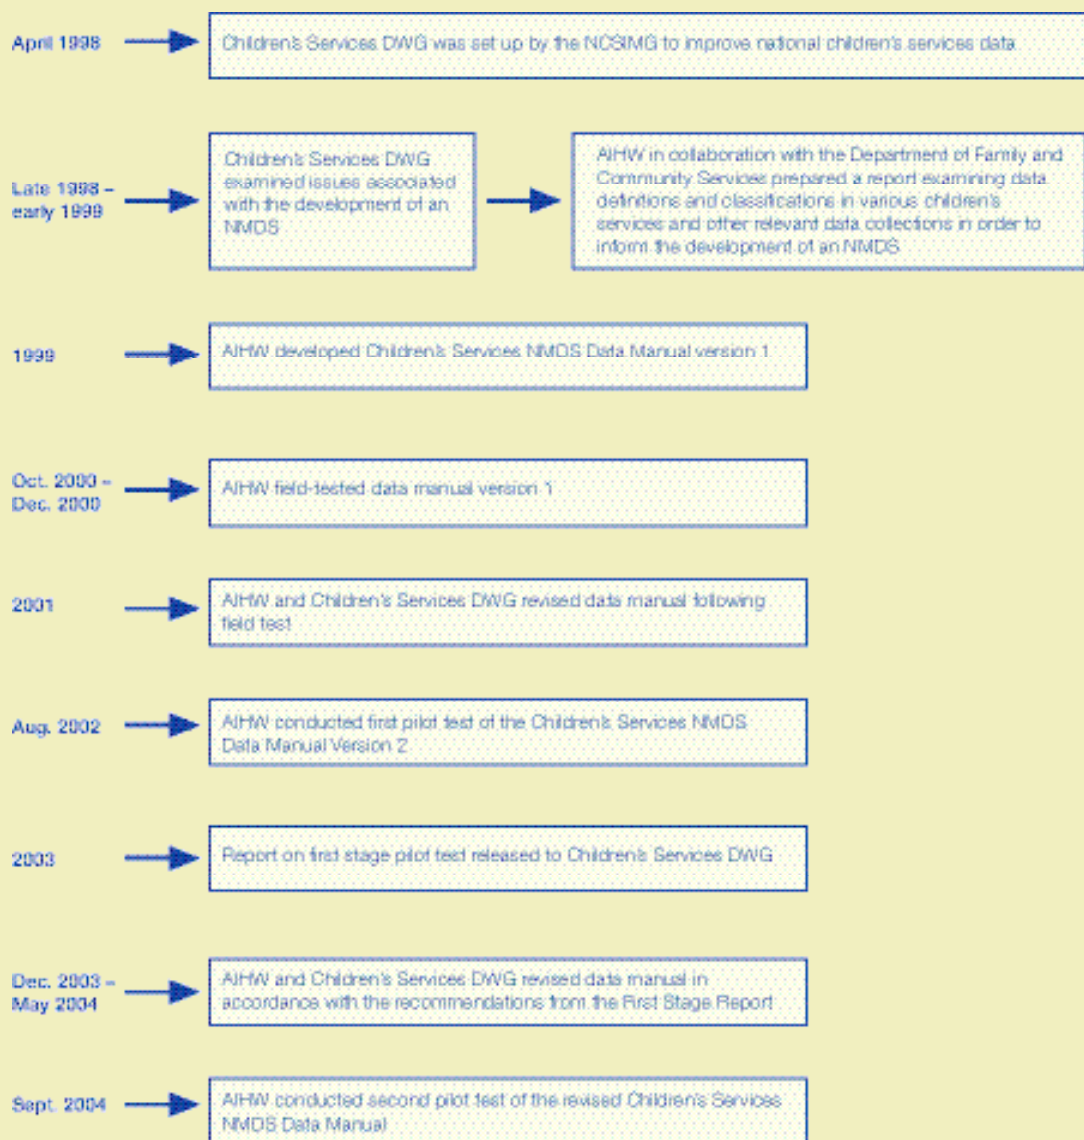 April 1998
Children's Services DWG was set up by the NCSIMG to improve national children's services data
Late 1998 –
early 1999
Children's Services DWG
examined issues associated
with the development of an
NMDS
AIHW in collaboration with the Department of Family and
Community Services prepared a report examining data
definitions and classifications in various children's
services and other relevant data collections in order to
inform the development of an NMDS
1999
AIHW developed Children's Services NMDS Data Manual version 1
Oct. 2000 –
Dec. 2000
AIHW field-tested data manual version 1
2001
AIHW and Children's Services DWG revised data manual following
field test
Aug. 2002
AIHW conducted first pilot test of the Children's Services NMDS
Data Manual Version 2
2003
Report on first stage pilot test released to Children's Services DWG
Dec. 2003 –
May 2004
AIHW and Children's Services DWG revised data manual in
accordance with the recommendations from the First Stage Report
Sept. 2004
AIHW conducted second pilot test of the revised Children's Services
NMDS Data Manual